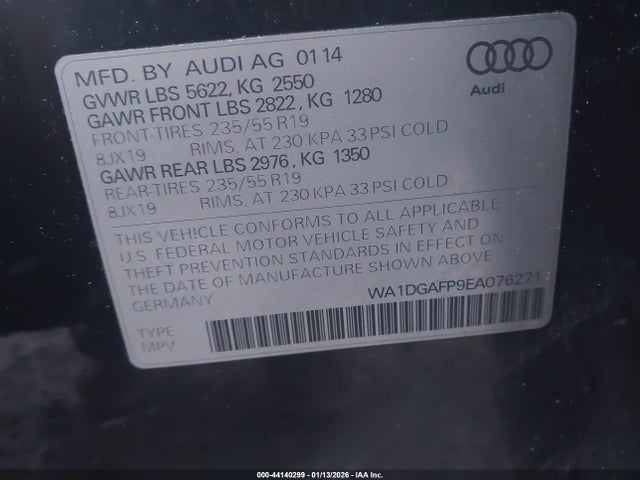 MFD. BY AUDI AG 01 14
GVWR LBS 5622, KG 2550
GAWR FRONT LBS 2822, KG 1280
FRONT-TIRES 235/55 R19
8JX19 RIMS, AT 230 KPA 33 PSI COLD
GAWR REAR LBS 2976, KG 1350
REAR-TIRES 235/55 R19
8JX19 RIMS, AT 230 KPA 33 PSI COLD
Audi
THIS VEHICLE CONFORMS TO ALL APPLICABLE
U.S. FEDERAL MOTOR VEHICLE SAFETY AND
THEFT PREVENTION STANDARDS IN EFFECT ON
THE DATE OF MANUFACTURE SHOWN ABOVE
GERMANY WA1DGAFP9EA076271
TYPE
MPV
000-44140299 - 01/13/2026 - IAA Inc.